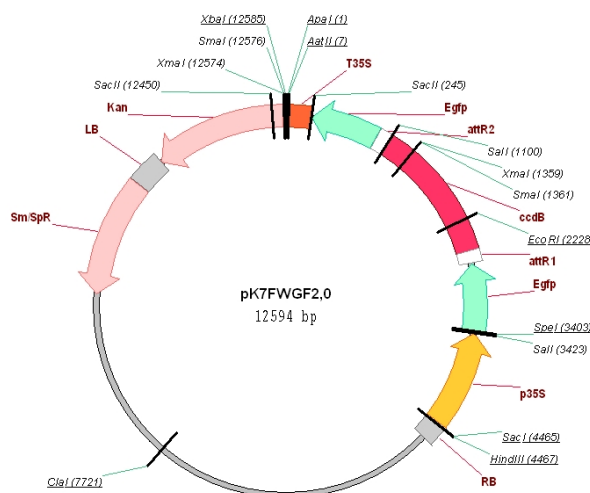 XbaI (12585)
ApaI (1)
SmaI (12576)
AatII (7)
XmaI (12574)
T35S
SacII (12450)
SacII (245)
Kan
Egfp
attR2
LB
SalI (1100)
XmaI (1359)
SmaI (1361)
Sm/SpR
ccdB
EcoRI (2228)
attR1
Egfp
pK7FWGF2,0
12594 bp
SpeI (3403)
SalI (3423)
p35S
SacI (4465)
HindIII (4467)
RB
ClaI (7721)